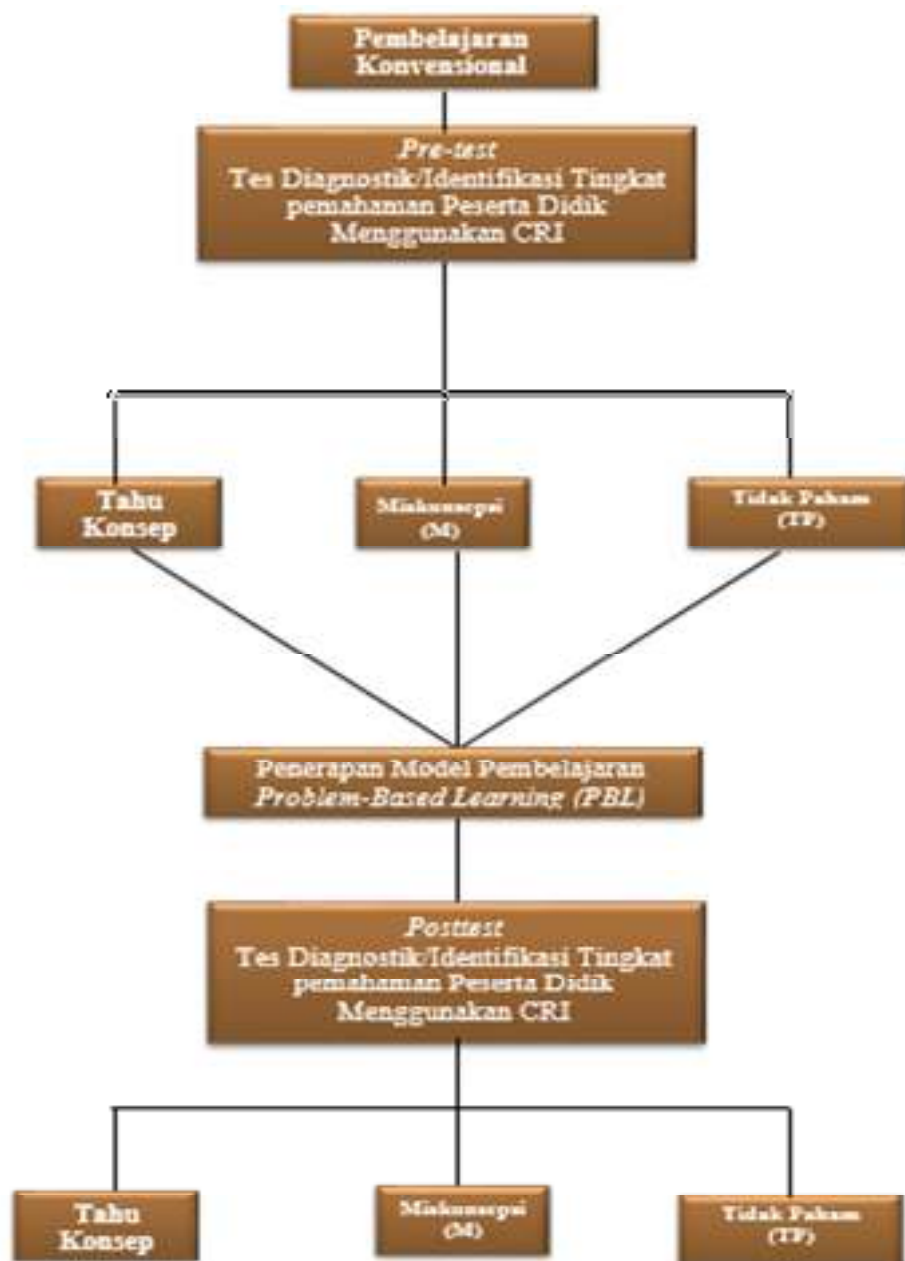 Pembelajaran
Konvensional
Pre-test
Tes Diagnostik/Identifikasi Tingkat
pemahaman Peserta Didik
Menggunakan CRI
Tahu
Konsep
Miskonsepsi
(M)
Tidak Paham
(TP)
Penerapan Model Pembelajaran
Problem-Based Learning (PBL)
Posttest
Tes Diagnostik/Identifikasi Tingkat
pemahaman Peserta Didik
Menggunakan CRI
Tahu
Konsep
Miskonsepsi
(M)
Tidak Paham
(TP)